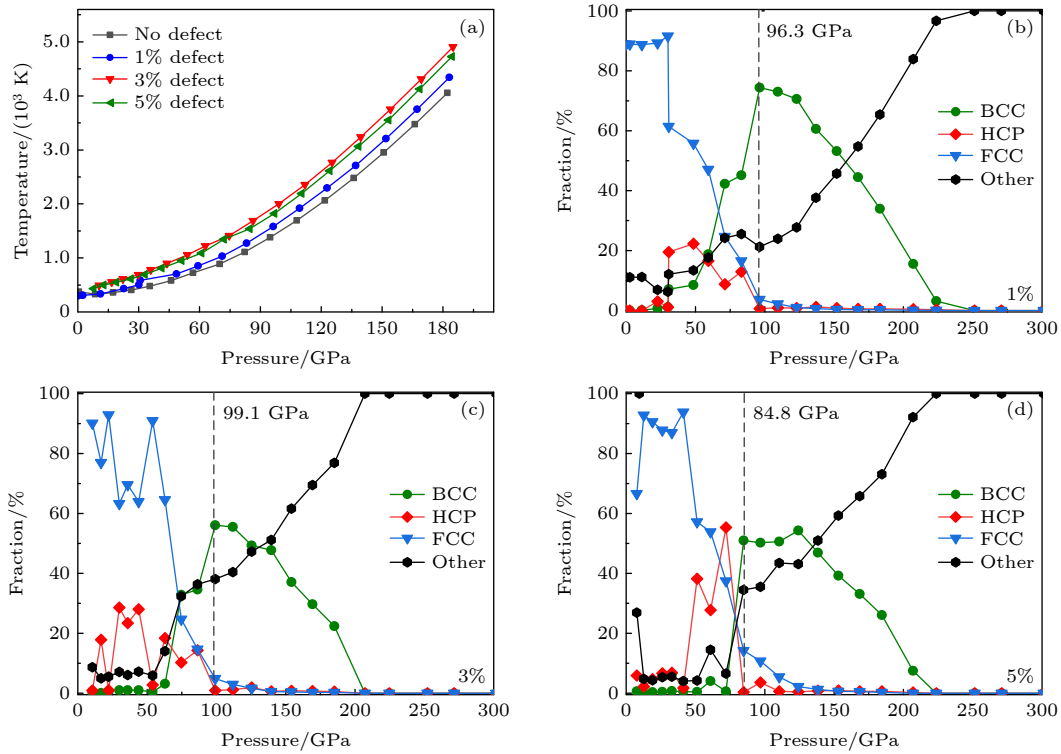 (a)
No defect
1% defect
3% defect
5% defect
Temperature/(10³ K)
5.0
4.0
3.0
2.0
1.0
0
0 30 60 90 120 150 180
Pressure/GPa
(b)
96.3 GPa
BCC
HCP
FCC
Other
1%
Fraction/%
100
80
60
40
20
0
0 50 100 150 200 250 300
Pressure/GPa
(c)
99.1 GPa
BCC
HCP
FCC
Other
3%
Fraction/%
100
80
60
40
20
0
0 50 100 150 200 250 300
Pressure/GPa
(d)
84.8 GPa
BCC
HCP
FCC
Other
5%
Fraction/%
100
80
60
40
20
0
0 50 100 150 200 250 300
Pressure/GPa